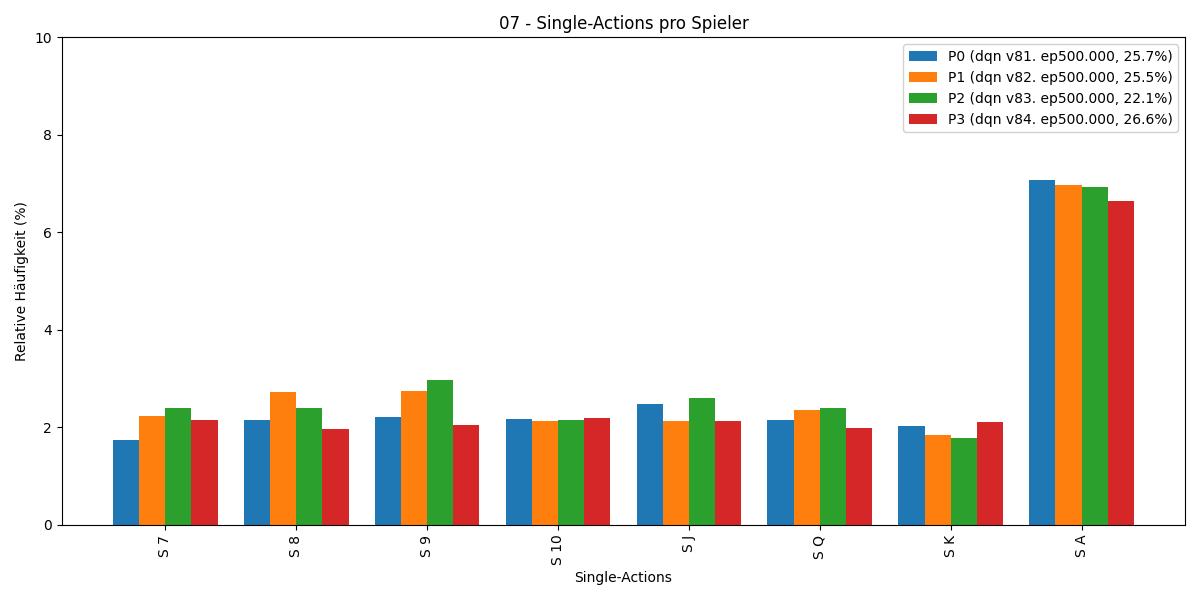 07 - Single-Actions pro Spieler
Relative Häufigkeit (%)
10
8
6
4
2
0
P0 (dqn v81. ep500.000, 25.7%)
P1 (dqn v82. ep500.000, 25.5%)
P2 (dqn v83. ep500.000, 22.1%)
P3 (dqn v84. ep500.000, 26.6%)
S 7
S 8
S 9
S 10
S J
S Q
S K
S A
Single-Actions